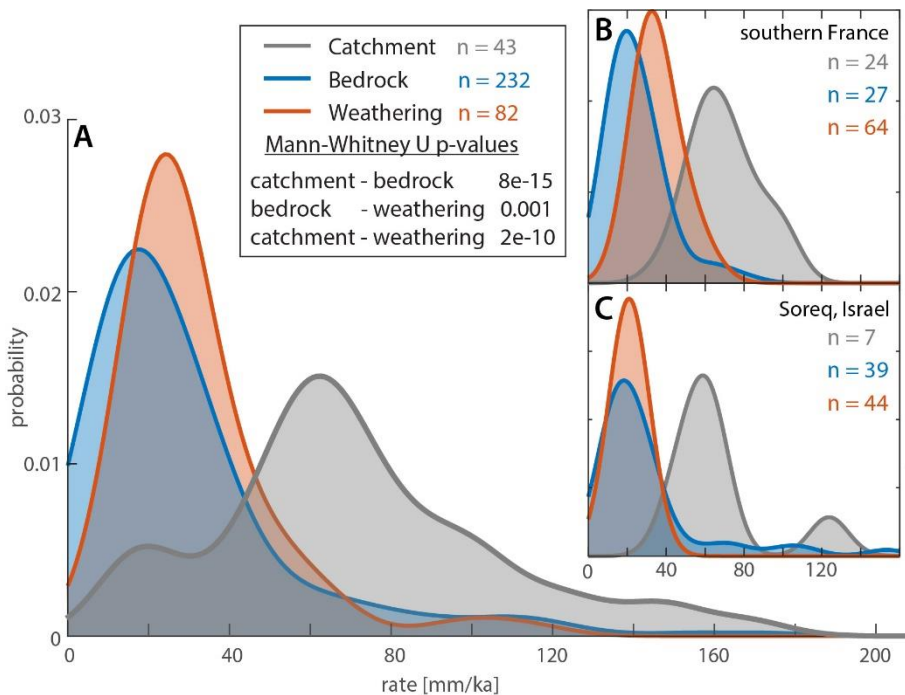 A
Catchment n = 43
Bedrock n = 232
Weathering n = 82
Mann-Whitney U p-values
catchment - bedrock 8e-15
bedrock - weathering 0.001
catchment - weathering 2e-10
probability
0.03
0.02
0.01
0
0 40 80 120 160 200
rate [mm/ka]
B
southern France
n = 24
n = 27
n = 64
C
Soreq, Israel
n = 7
n = 39
n = 44
0 40 80 120